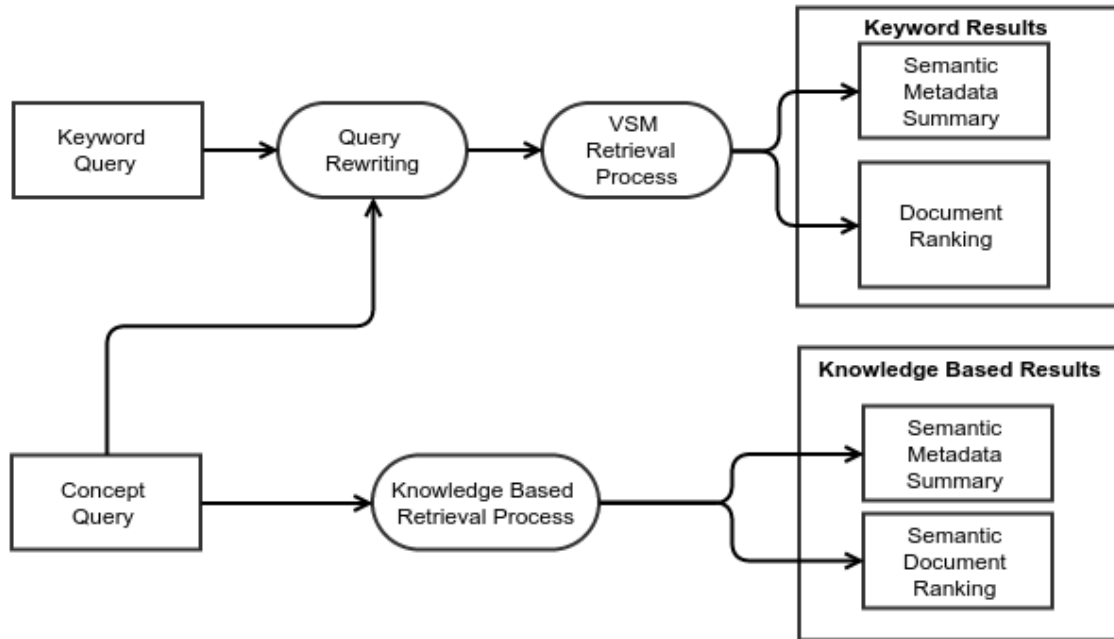 Keyword Results
Semantic
Metadata
Summary
Keyword
Query
Query
Rewriting
VSM
Retrieval
Process
Document
Ranking
Knowledge Based Results
Semantic
Metadata
Summary
Concept
Query
Knowledge Based
Retrieval Process
Semantic
Document
Ranking